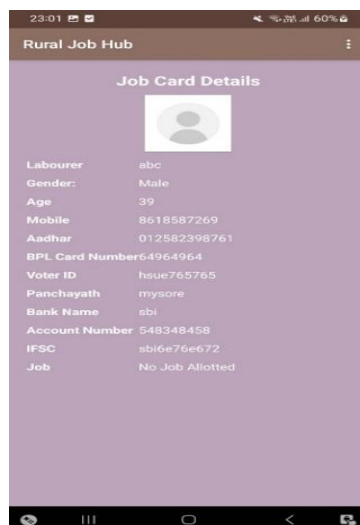 23:01 60%
Rural Job Hub
Job Card Details
Labourer abc
Gender: Male
Age 39
Mobile 8618587269
Aadhar 012582398761
BPL Card Number64964964
Voter ID hsue765765
Panchayath mysore
Bank Name sbi
Account Number 548348458
IFSC sbi6e76e672
Job No Job Allotted